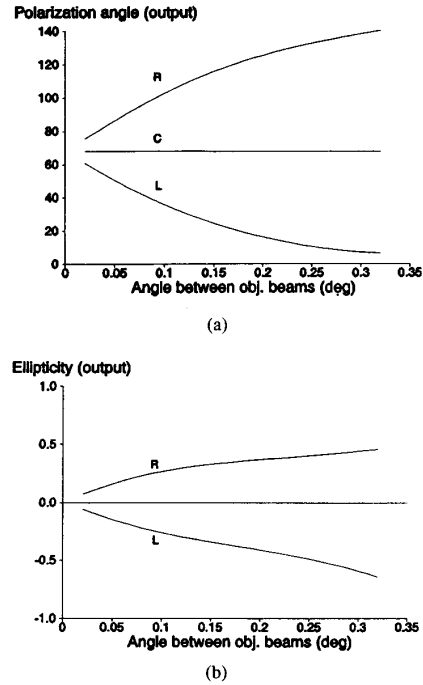 Polarization angle (output)
140
120
100
80
60
40
20
0
R
C
L
0 0.05 0.1 0.15 0.2 0.25 0.3 0.35
Angle between obj. beams (deg)
(a)
Ellipticity (output)
1.0
0.5
0.0
-0.5
-1.0
R
L
0 0.05 0.1 0.15 0.2 0.25 0.3 0.35
Angle between obj. beams (deg)
(b)